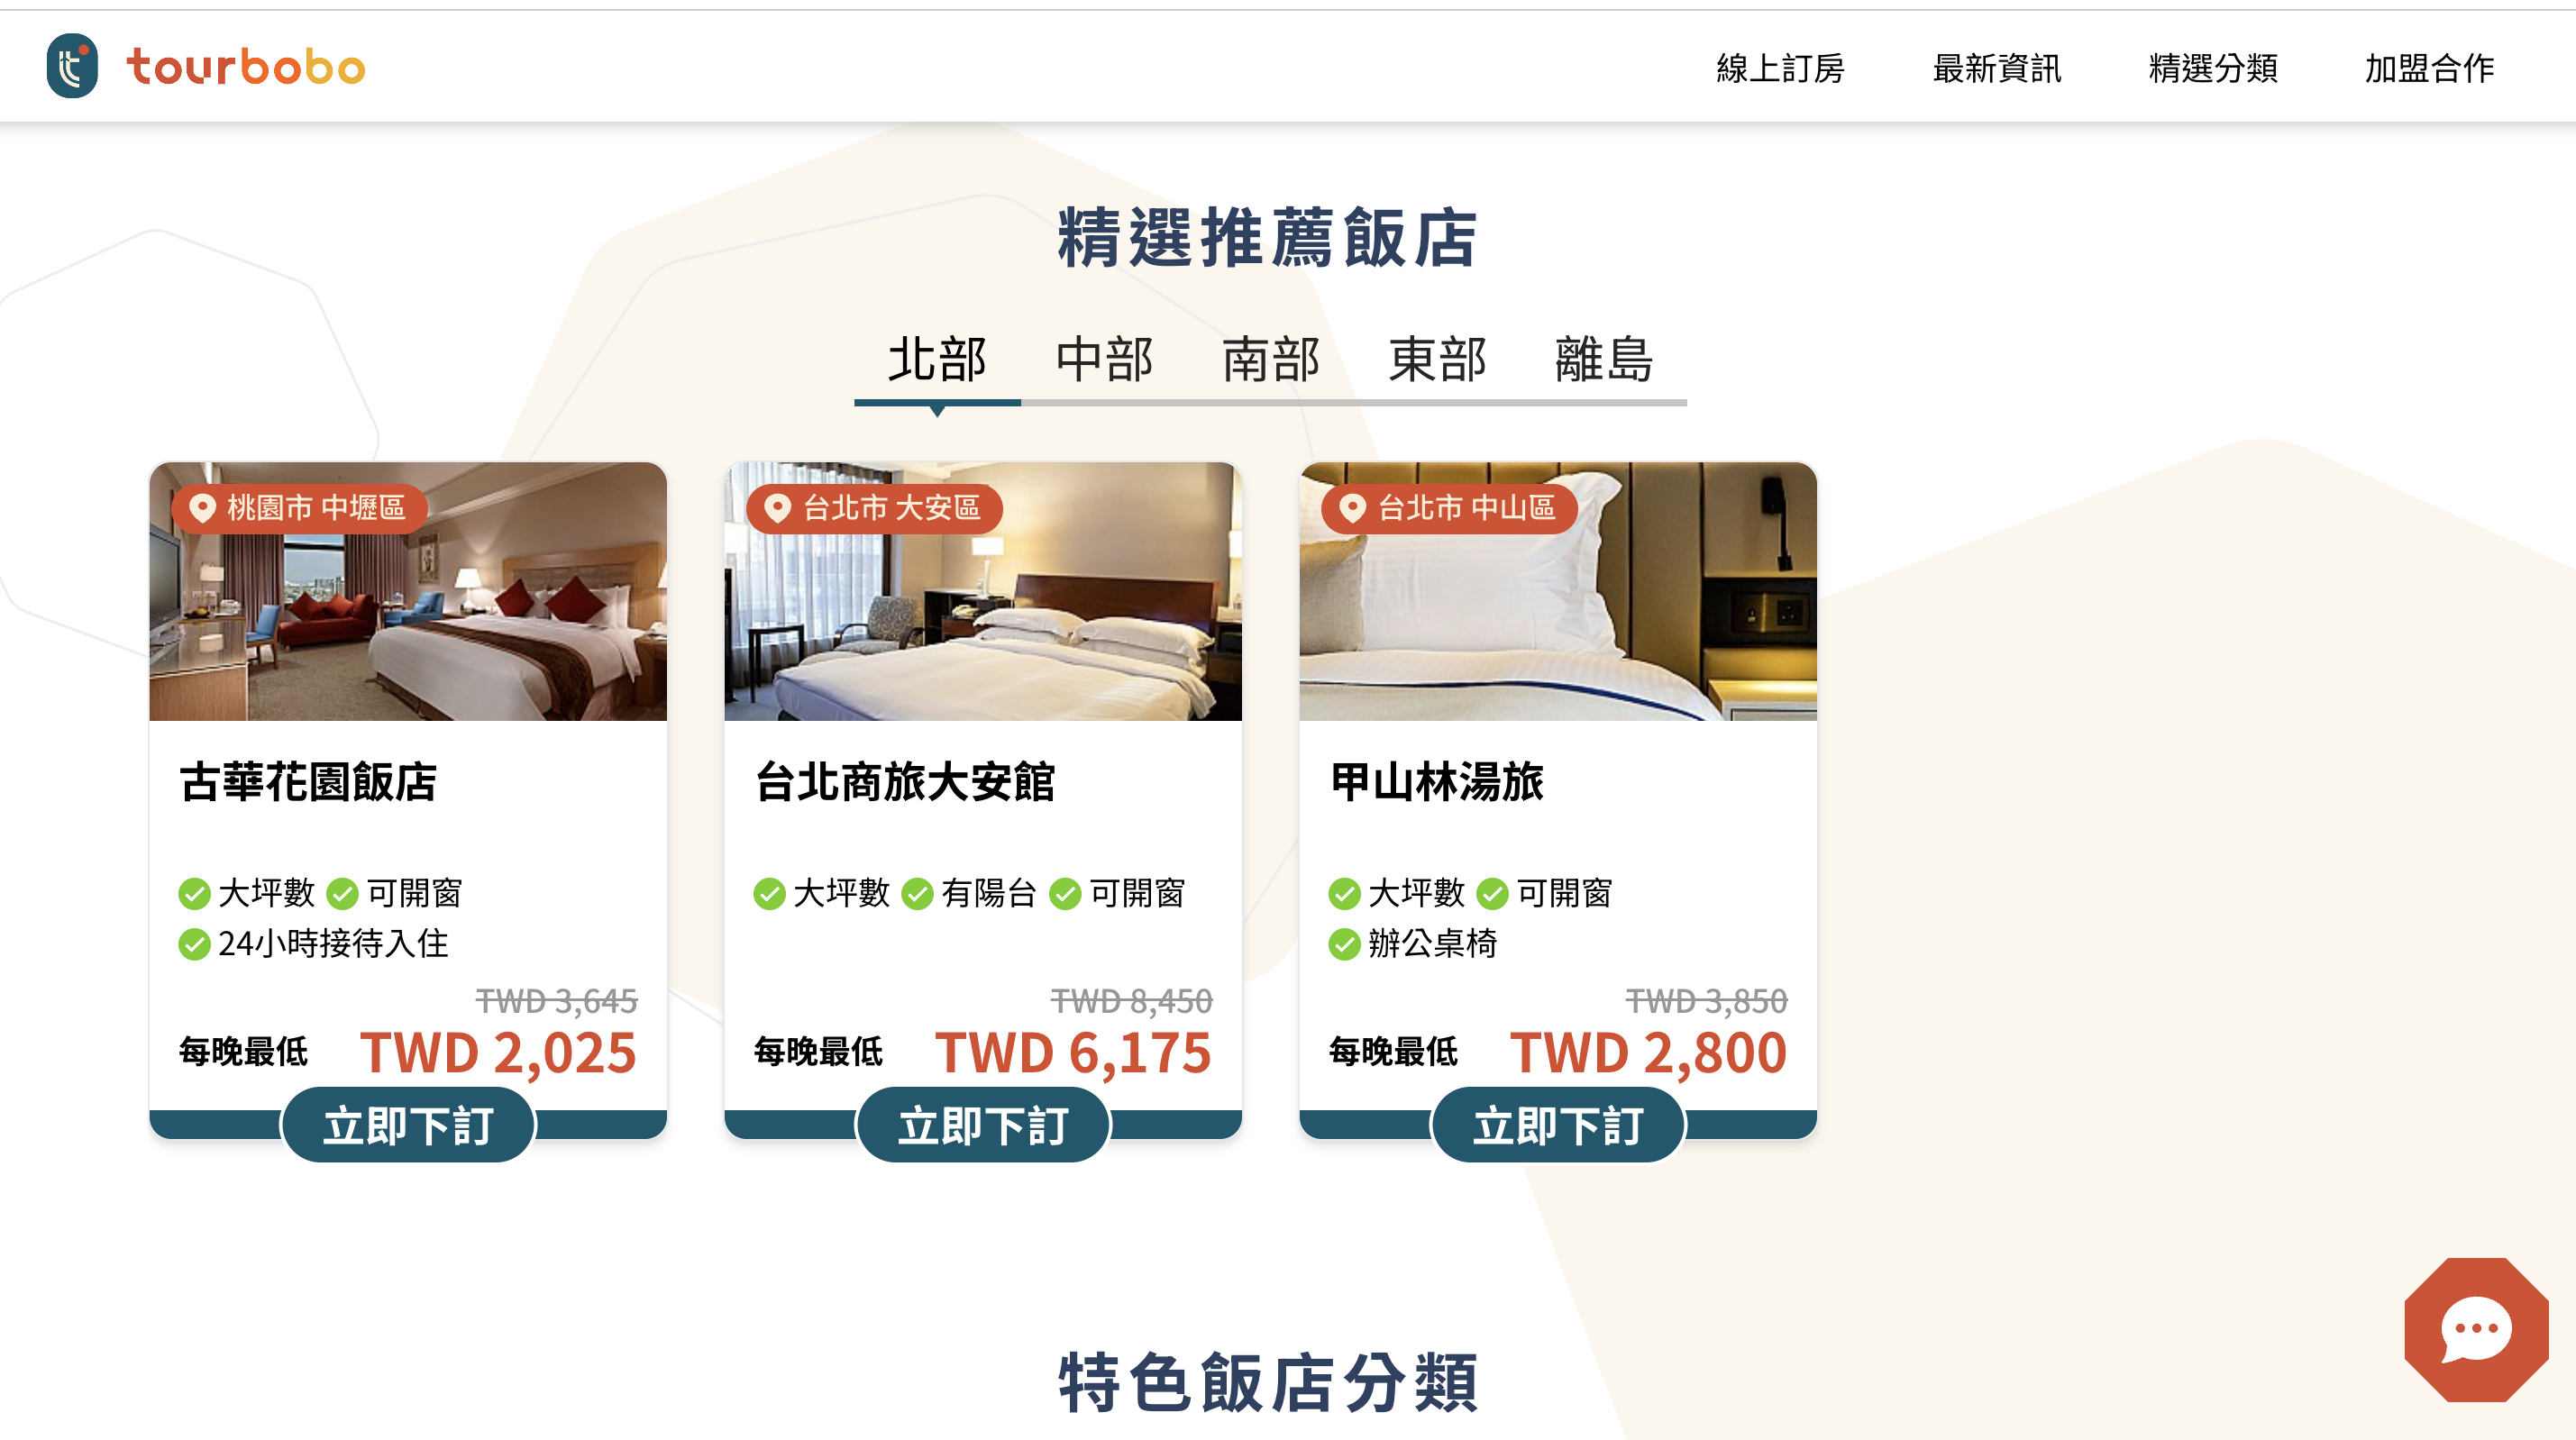 tourbobo
線上訂房 最新資訊 精選分類 加盟合作
精選推薦飯店
北部 中部 南部 東部 離島
桃園市 中壢區
古華花園飯店
大坪數 可開窗
24小時接待入住
TWD 3,645
每晚最低 TWD 2,025
立即下訂
台北市 大安區
台北商旅大安館
大坪數 有陽台 可開窗
TWD 8,450
每晚最低 TWD 6,175
立即下訂
台北市 中山區
甲山林湯旅
大坪數 可開窗
辦公桌椅
TWD 3,850
每晚最低 TWD 2,800
立即下訂
特色飯店分類